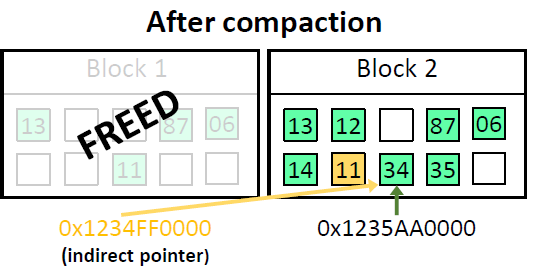 After compaction
Block 1
Block 2
13 87 06
FREED
11
13 12 87 06
14 11 34 35
0x1234FF0000
(indirect pointer)
0x1235AA0000